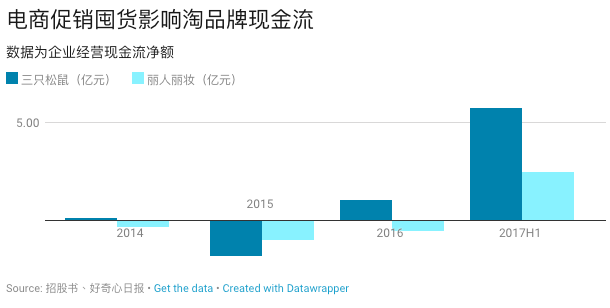 电商促销囤货影响淘品牌现金流
数据为企业经营现金流净额
三只松鼠（亿元） 丽人丽妆（亿元）
5.00
2015
2014 2016 2017H1
Source: 招股书、好奇心日报 • Get the data • Created with Datawrapper